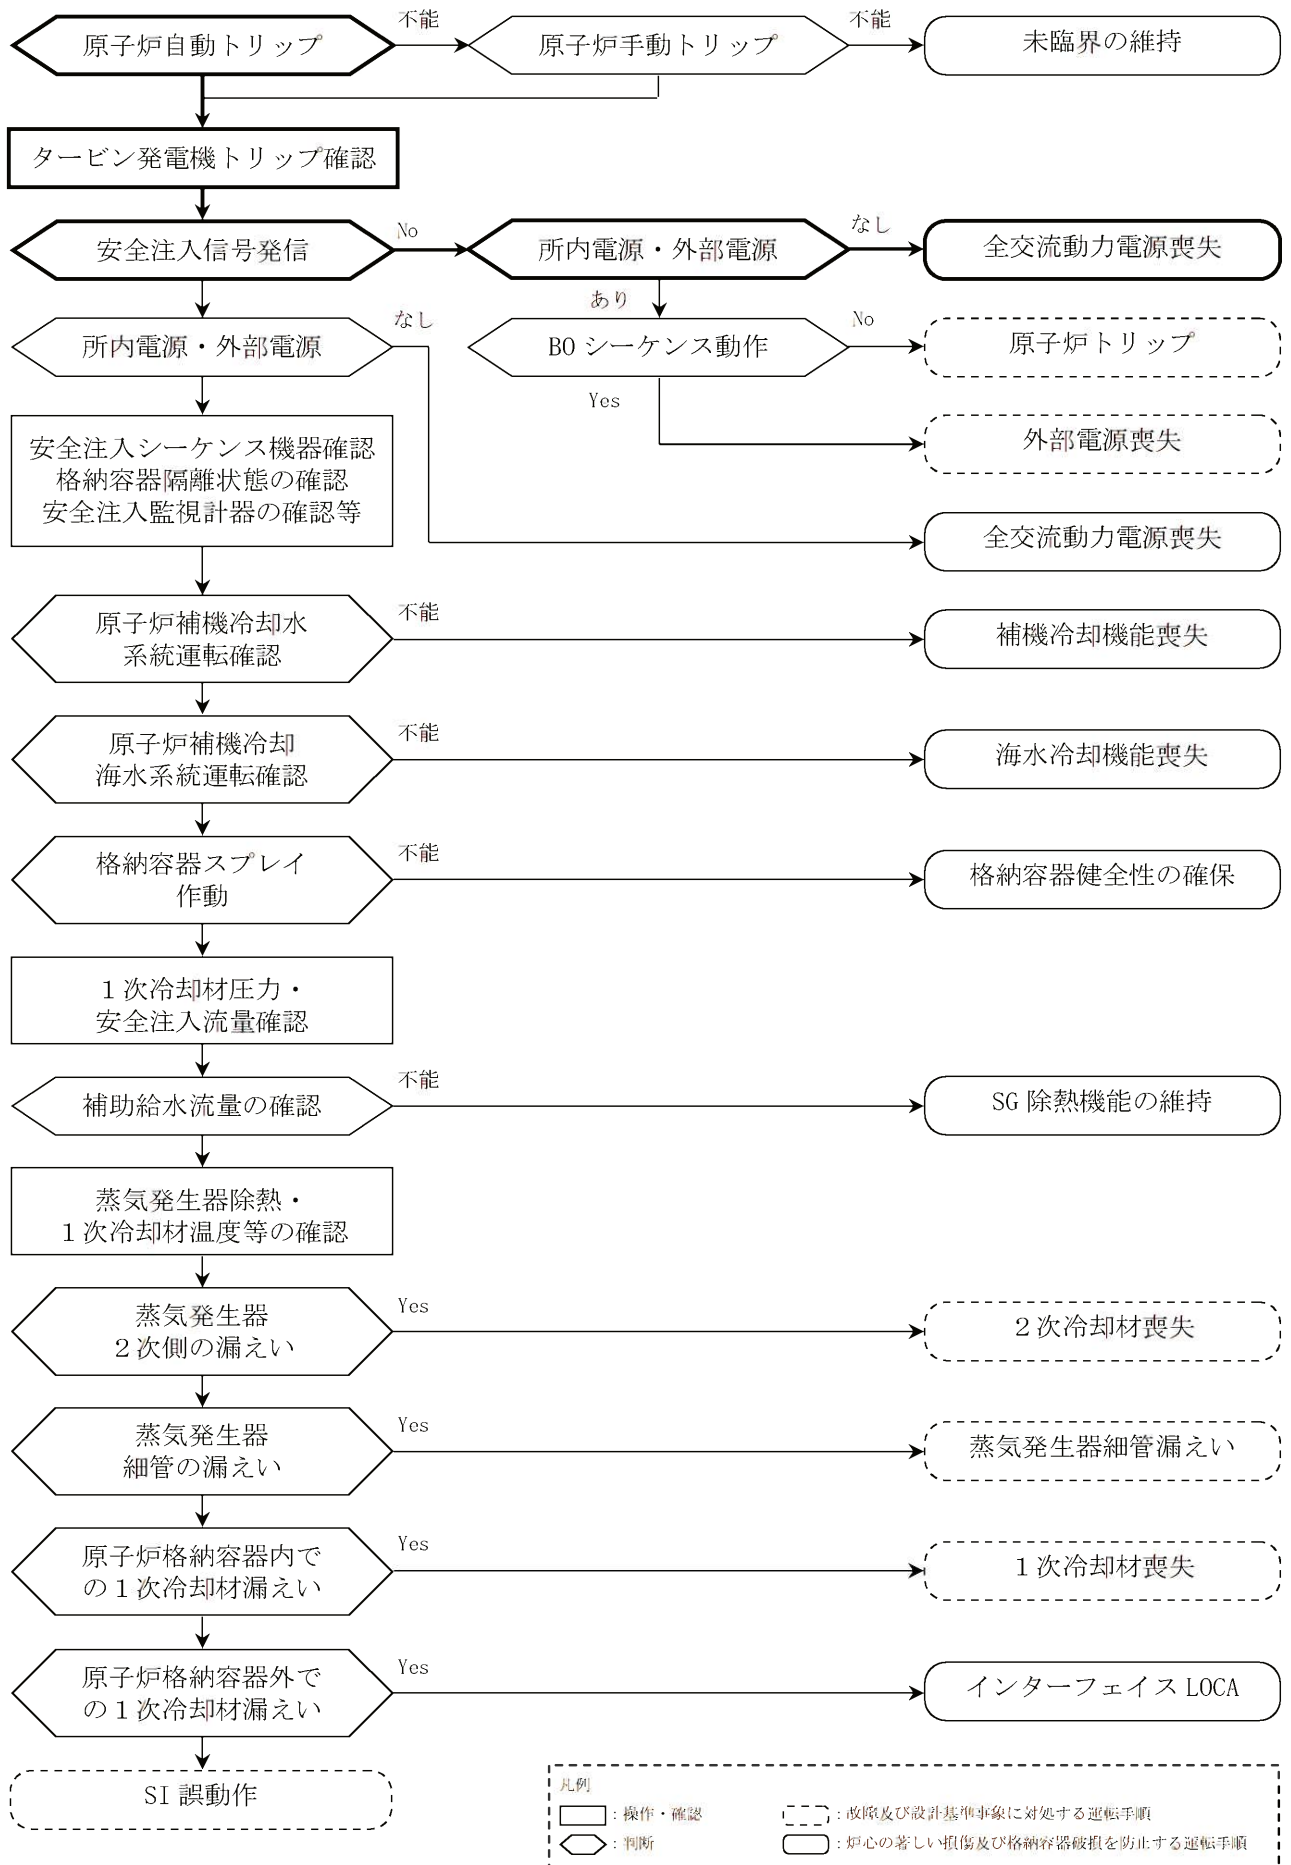 原子炉自動トリップ
不能
原子炉手動トリップ
不能
未臨界の維持
タービン発電機トリップ確認
安全注入信号発信
No
所内電源・外部電源
なし
全交流動力電源喪失
所内電源・外部電源
なし
あり
BO シーケンス動作
No
原子炉トリップ
Yes
外部電源喪失
安全注入シーケンス機器確認
格納容器隔離状態の確認
安全注入監視計器の確認等
全交流動力電源喪失
原子炉補機冷却水
系統運転確認
不能
補機冷却機能喪失
原子炉補機冷却
海水系統運転確認
不能
海水冷却機能喪失
格納容器スプレイ
作動
不能
格納容器健全性の確保
1次冷却材圧力・
安全注入流量確認
補助給水流量の確認
不能
SG 除熱機能の維持
蒸気発生器除熱・
1次冷却材温度等の確認
蒸気発生器
2次側の漏えい
Yes
2次冷却材喪失
蒸気発生器
細管の漏えい
Yes
蒸気発生器細管漏えい
原子炉格納容器内で
の1次冷却材漏えい
Yes
1次冷却材喪失
原子炉格納容器外で
の1次冷却材漏えい
Yes
インターフェイス LOCA
SI 誤動作
凡例
：操作・確認
：故障及び設計基準事象に対処する運転手順
：判断
：炉心の著しい損傷及び格納容器破損を防止する運転手順